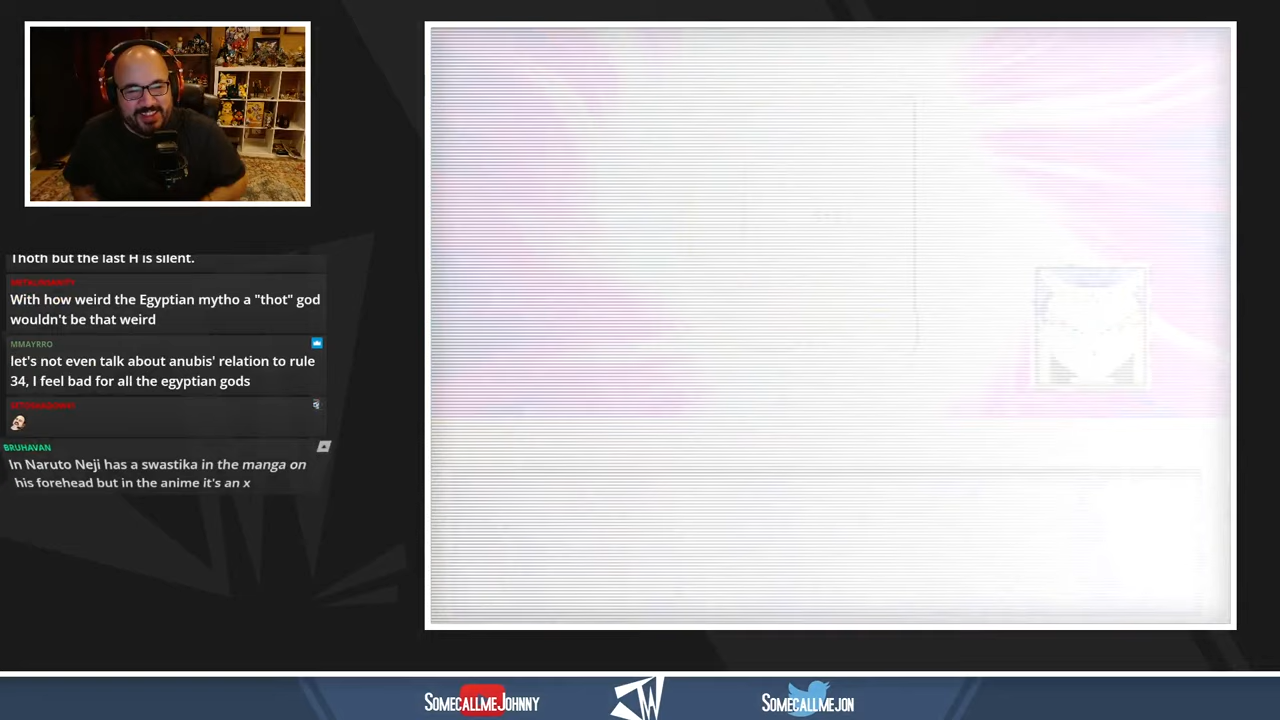 Thoth but the last H is silent.
With how weird the Egyptian mytho a "thot" god
wouldn't be that weird
MMAYRRO
let's not even talk about anubis' relation to rule
34, I feel bad for all the egyptian gods
BRUHAVAN
In Naruto Neji has a swastika in the manga on
his forehead but in the anime it's an x
SOMECALLMEJOHNNY
SOMECALLMEJON